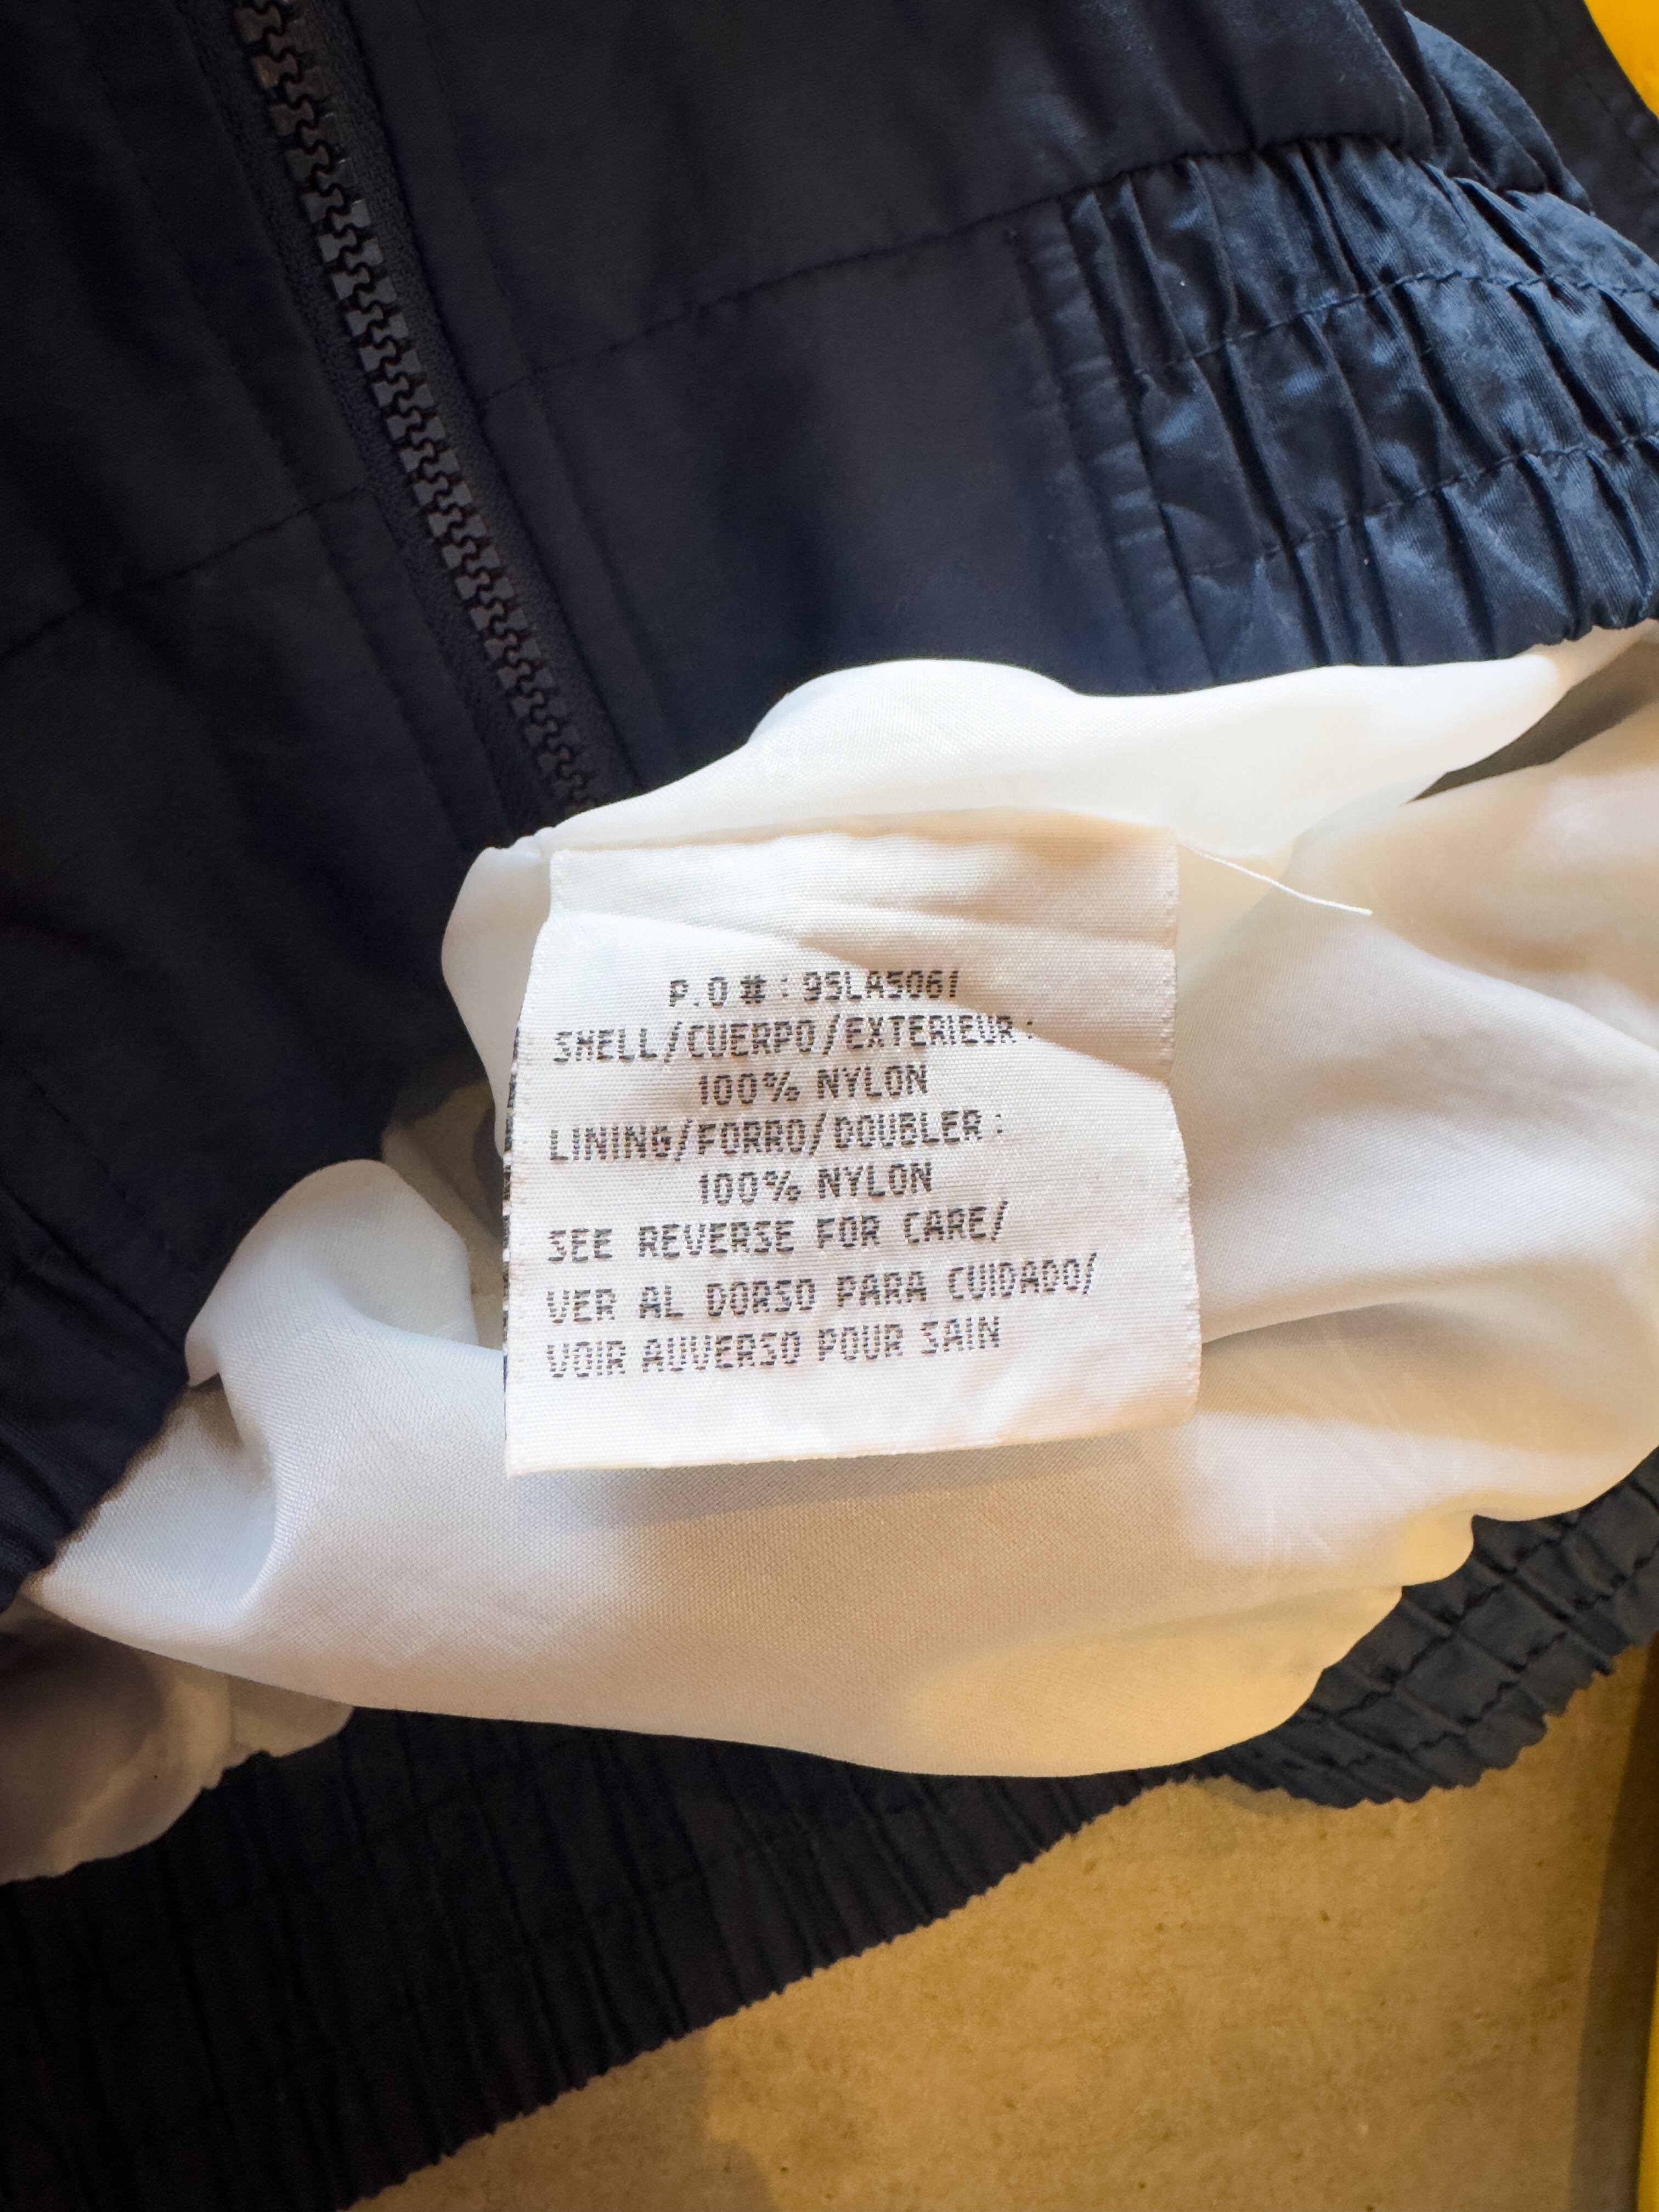 P.O # : 95LA5061
SHELL/CUERPO/EXTERIEUR :
100% NYLON
LINING/FORRO/DOUBLER :
100% NYLON
SEE REVERSE FOR CARE/
VER AL DORSO PARA CUIDADO/
VOIR AUVERSO POUR SAIN